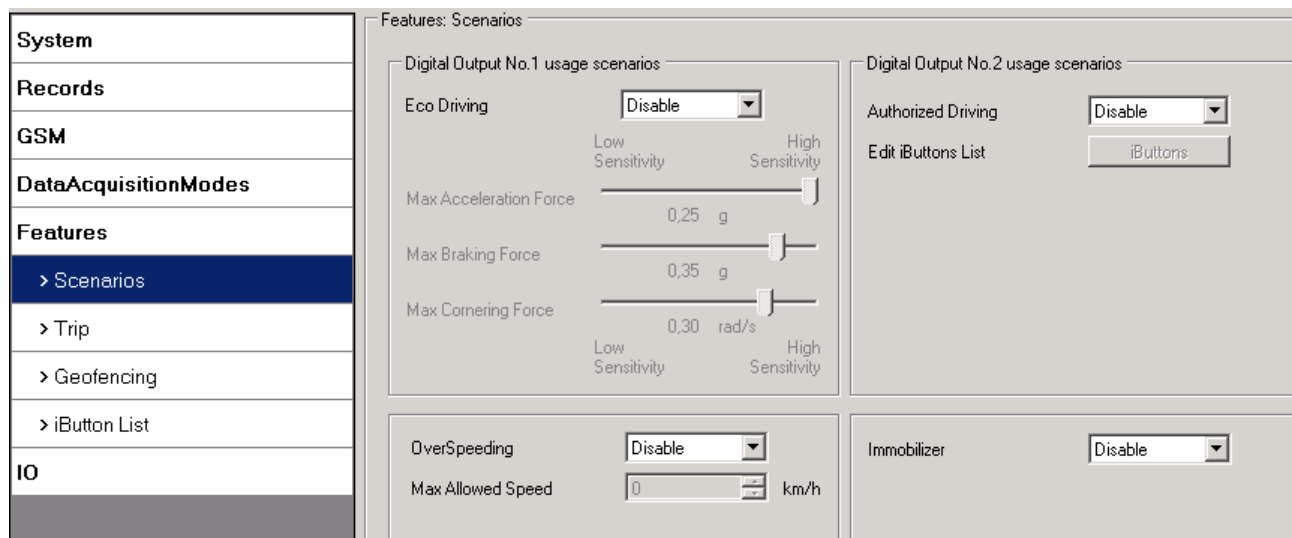 System
Records
GSM
DataAcquisitionModes
Features
> Scenarios
> Trip
> Geofencing
> iButton List
IO
Features: Scenarios
Digital Output No.1 usage scenarios
Eco Driving Disable
Low Sensitivity High Sensitivity
Max Acceleration Force
0,25 g
Max Braking Force
0,35 g
Max Cornering Force
0,30 rad/s
Low Sensitivity High Sensitivity
OverSpeeding Disable
Max Allowed Speed 0 km/h
Digital Output No.2 usage scenarios
Authorized Driving Disable
Edit iButtons List iButtons
Immobilizer Disable